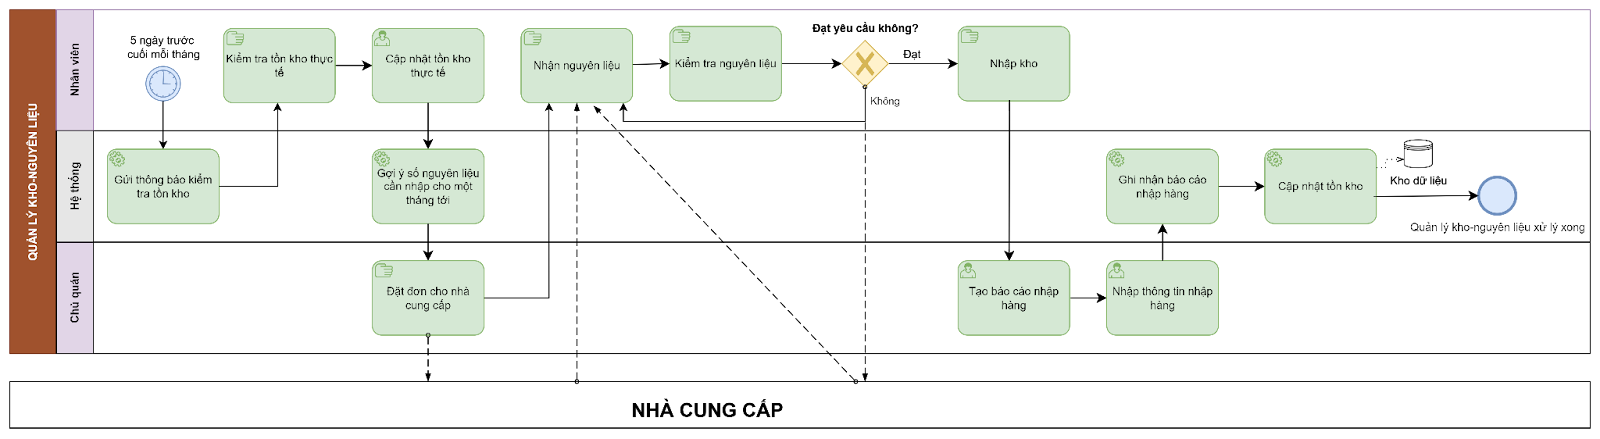 QUẢN LÝ KHO-NGUYÊN LIỆU
Nhân viên
5 ngày trước
cuối mỗi tháng
Kiểm tra tồn kho thực
tế
Cập nhật tồn kho
thực tế
Nhận nguyên liệu
Kiểm tra nguyên liệu
Đạt yêu cầu không?
Đạt
Không
Nhập kho
Hệ thống
Gửi thông báo kiểm
tra tồn kho
Gợi ý số nguyên liệu
cần nhập cho một
tháng tới
Ghi nhận báo cáo
nhập hàng
Cập nhật tồn kho
Kho dữ liệu
Quản lý kho-nguyên liệu xử lý xong
Chủ quán
Đặt đơn cho nhà
cung cấp
Tạo báo cáo nhập
hàng
Nhập thông tin nhập
hàng
NHÀ CUNG CẤP